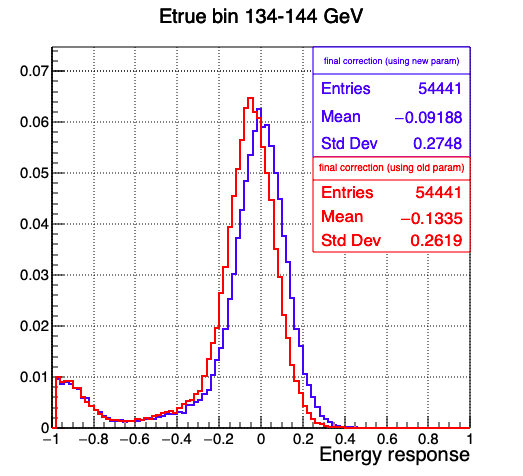 Etrue bin 134-144 GeV
final correction (using new param)
Entries 54441
Mean −0.09188
Std Dev 0.2748
final correction (using old param)
Entries 54441
Mean −0.1335
Std Dev 0.2619
0.07
0.06
0.05
0.04
0.03
0.02
0.01
0
−1 −0.8 −0.6 −0.4 −0.2 0 0.2 0.4 0.6 0.8 1
Energy response